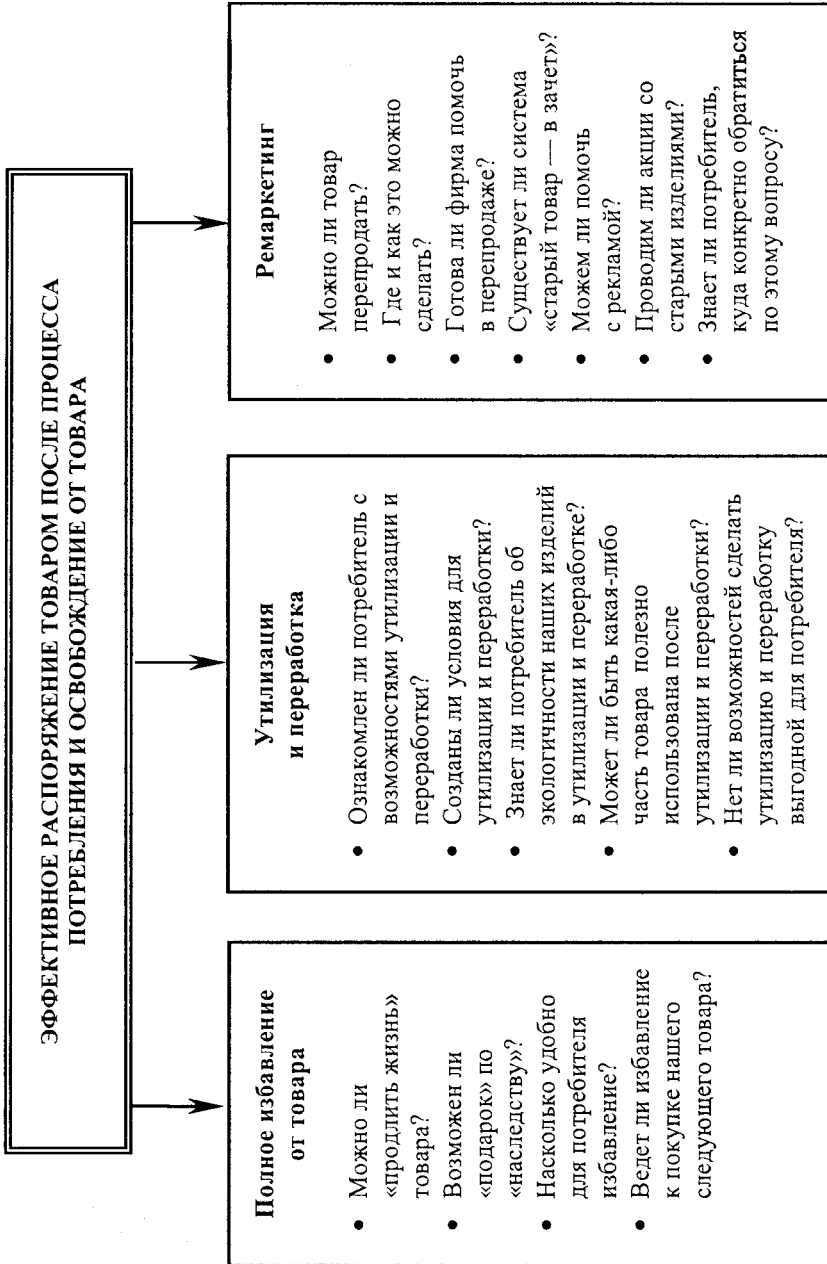 ЭФФЕКТИВНОЕ РАСПОРЯЖЕНИЕ ТОВАРОМ ПОСЛЕ ПРОЦЕССА
ПОТРЕБЛЕНИЯ И ОСВОБОЖДЕНИЕ ОТ ТОВАРА
Полное избавление
от товара
• Можно ли
«продлить жизнь»
товара?
• Возможен ли
«подарок» по
«наследству»?
• Насколько удобно
для потребителя
избавление?
• Ведет ли избавление
к покупке нашего
следующего товара?
Утилизация
и переработка
• Ознакомлен ли потребитель с
возможностями утилизации и
переработки?
• Созданы ли условия для
утилизации и переработки?
• Знает ли потребитель об
экологичности наших изделий
в утилизации и переработке?
• Может ли быть какая-либо
часть товара полезно
использована после
утилизации и переработки?
• Нет ли возможностей сделать
утилизацию и переработку
выгодной для потребителя?
Ремаркетинг
• Можно ли товар
перепродать?
• Где и как это можно
сделать?
• Готова ли фирма помочь
в перепродаже?
• Существует ли система
«старый товар — в зачет»?
• Можем ли помочь
с рекламой?
• Проводим ли акции со
старыми изделиями?
• Знает ли потребитель,
куда конкретно обратиться
по этому вопросу?